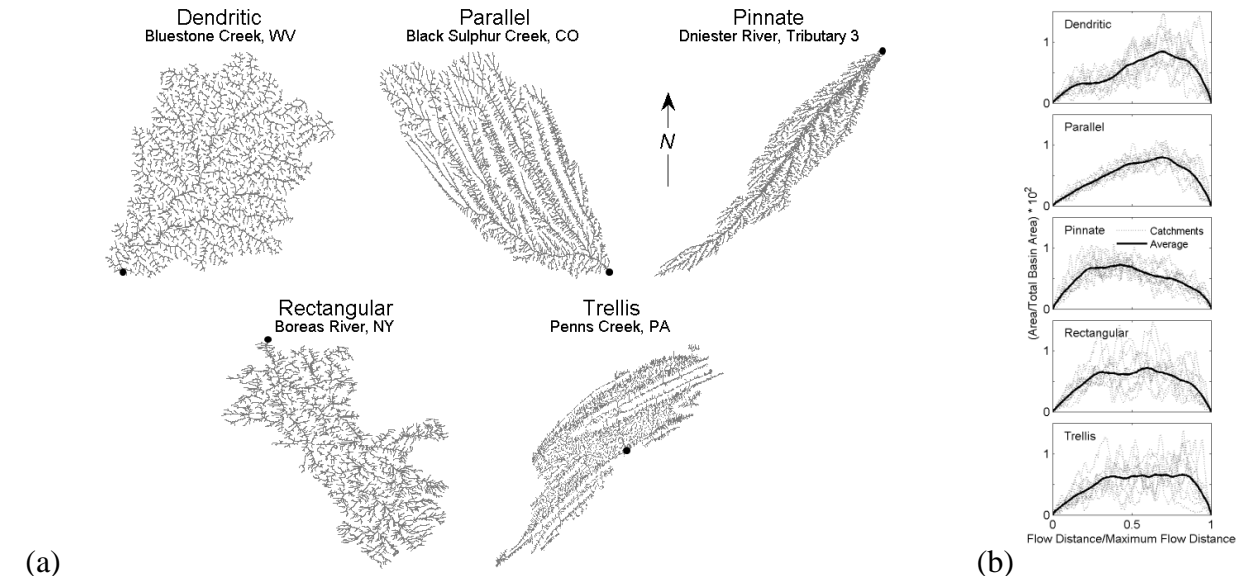 Dendritic
Bluestone Creek, WV
Parallel
Black Sulphur Creek, CO
Pinnate
Dniester River, Tributary 3
N
Rectangular
Boreas River, NY
Trellis
Penns Creek, PA
(a)
(Area/Total Basin Area) * 10²
Dendritic
1
0
Parallel
1
0
Pinnate
Catchments
Average
1
0
Rectangular
1
0
Trellis
1
0
0 0.5 1
Flow Distance/Maximum Flow Distance
(b)